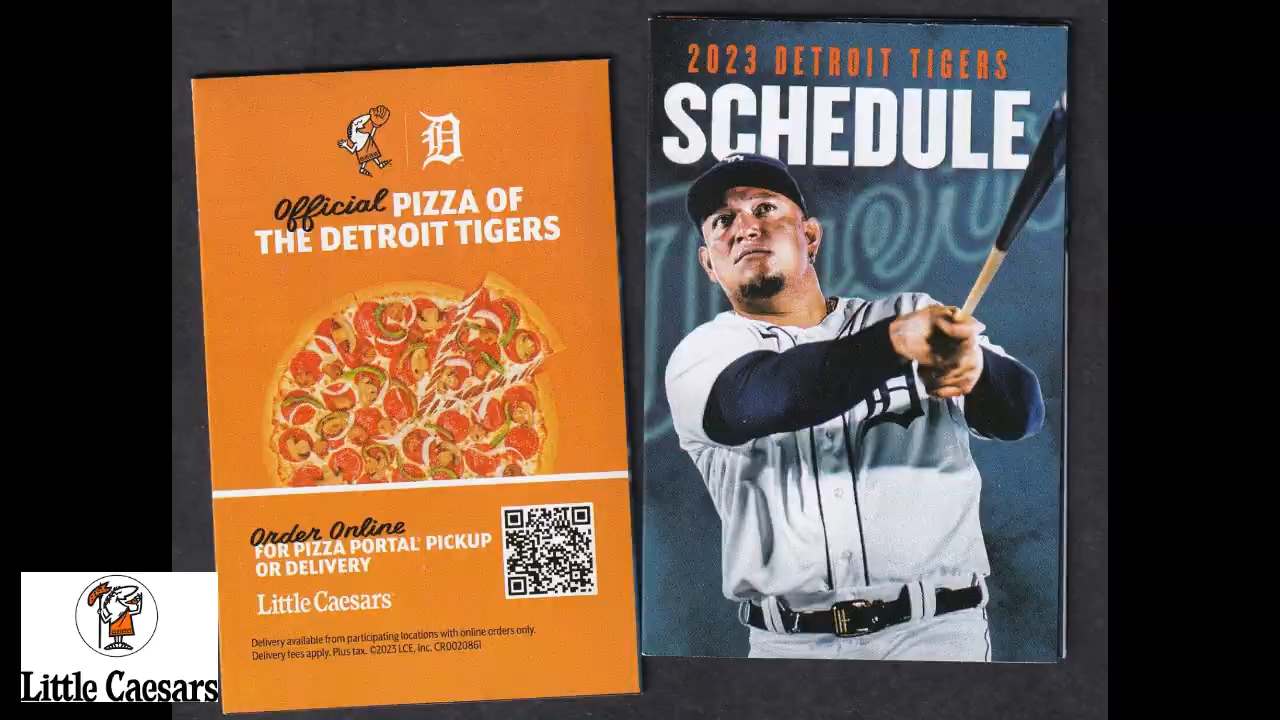 Official PIZZA OF
THE DETROIT TIGERS
Order Online
FOR PIZZA PORTAL® PICKUP
OR DELIVERY
Little Caesars®
Delivery available from participating locations with online orders only.
Delivery fees apply. Plus tax. ©2023 LCE, Inc. CR0020861
2023 DETROIT TIGERS
SCHEDULE
Tigers
D
D
Little Caesars